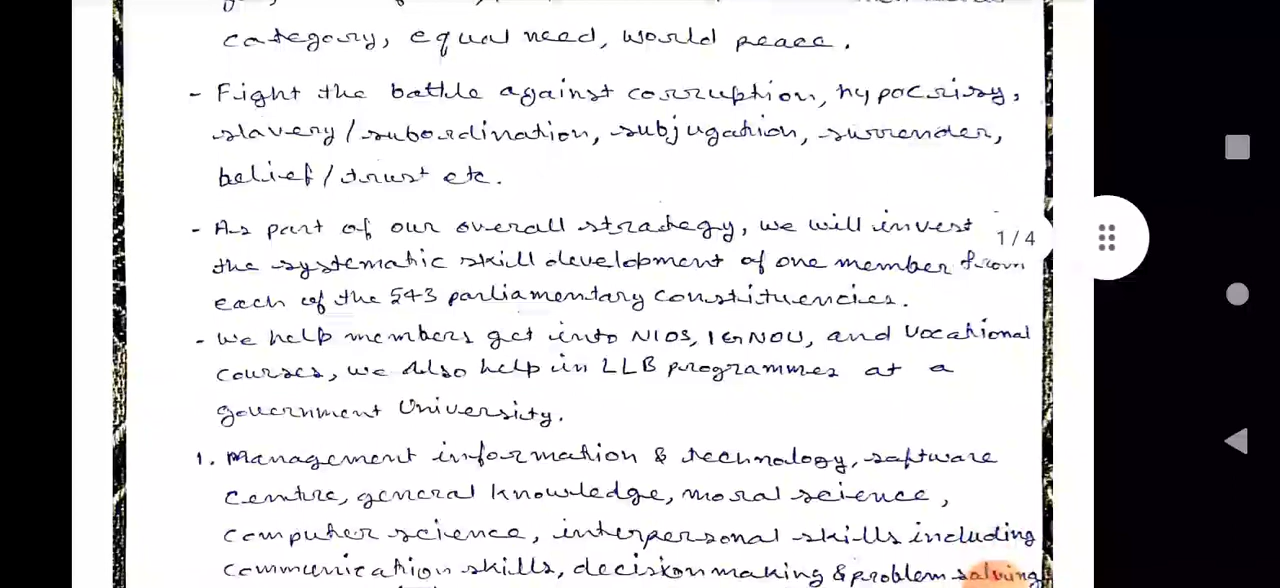 category, equal need, world peace.
- Fight the battle against corruption, hypocrisy,
slavery/subordination, subjugation, surrender,
belief/trust etc.
- As part of our overall strategy, we will invest
1/4
the systematic skill development of one member from
each of the 543 parliamentary constituencies.
- We help members get into NIOS, IGNOU, and Vocational
courses, we also help in LLB programmes at a
government University.
1. Management information & technology, software
centre, general knowledge, moral science,
computer science, interpersonal skills including
communication skills, decision making & problem solving